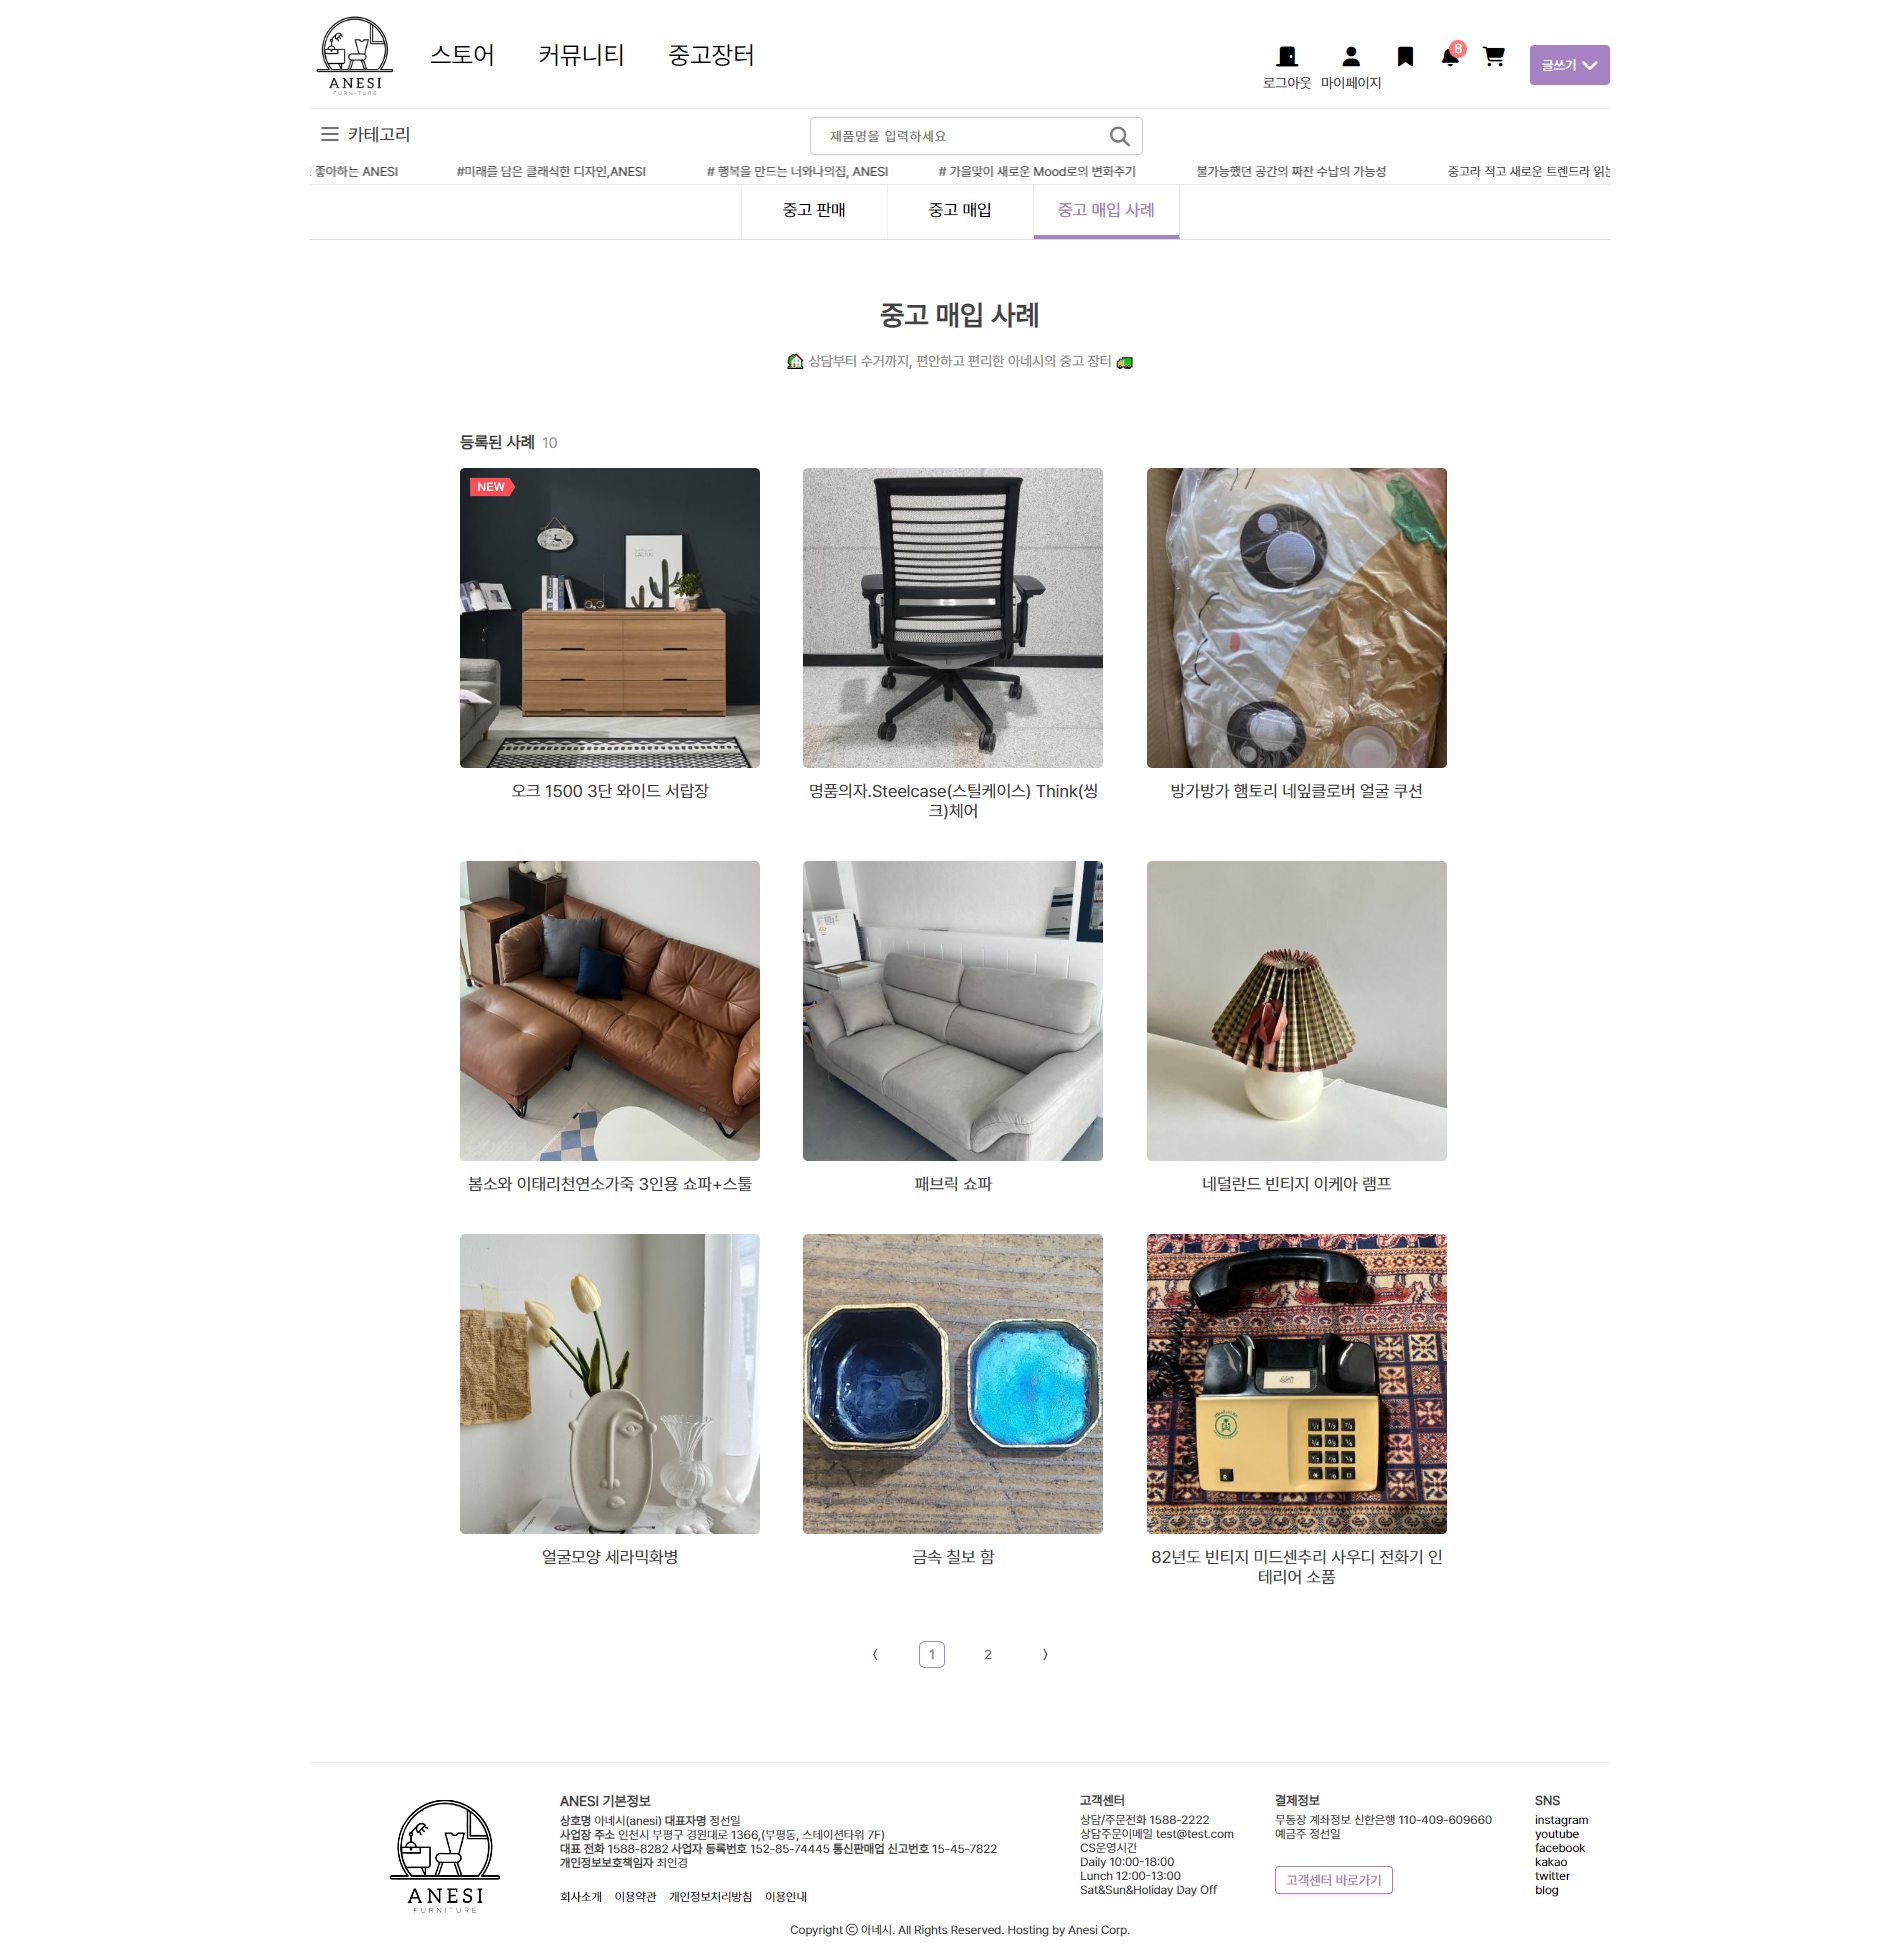 ANESI
FURNITURE
스토어
커뮤니티
중고장터
8
로그아웃
마이페이지
글쓰기
카테고리
제품명을 입력하세요
좋아하는 ANESI
#미래를 담은 클래식한 디자인,ANESI
# 행복을 만드는 너와나의집, ANESI
# 가을맞이 새로운 Mood로의 변화주기
불가능했던 공간의 짜잔 수납의 가능성
중고라 적고 새로운 트렌드라 읽는
중고 판매
중고 매입
중고 매입 사례
중고 매입 사례
상담부터 수거까지, 편안하고 편리한 아네시의 중고 장터
등록된 사례 10
NEW
오크 1500 3단 와이드 서랍장
명품의자.Steelcase(스틸케이스) Think(씽
크)체어
방가방가 햄토리 네잎클로버 얼굴 쿠션
봄소와 이태리천연소가죽 3인용 쇼파+스툴
패브릭 쇼파
네덜란드 빈티지 이케아 램프
얼굴모양 세라믹화병
금속 칠보 함
82년도 빈티지 미드센추리 사우디 전화기 인
테리어 소품
1
2
ANESI
FURNITURE
ANESI 기본정보
상호명 아네시(anesi) 대표자명 정선일
사업장 주소 인천시 부평구 경원대로 1366,(부평동, 스테이션타워 7F)
대표 전화 1588-8282 사업자 등록번호 152-85-74445 통신판매업 신고번호 15-45-7822
개인정보보호책임자 최인경
회사소개 이용약관 개인정보처리방침 이용안내
고객센터
상담/주문전화 1588-2222
상담주문이메일 test@test.com
CS운영시간
Daily 10:00-18:00
Lunch 12:00-13:00
Sat&Sun&Holiday Day Off
결제정보
무통장 계좌정보 신한은행 110-409-609660
예금주 정선일
고객센터 바로가기
SNS
instagram
youtube
facebook
kakao
twitter
blog
Copyright ⓒ 아네시. All Rights Reserved. Hosting by Anesi Corp.